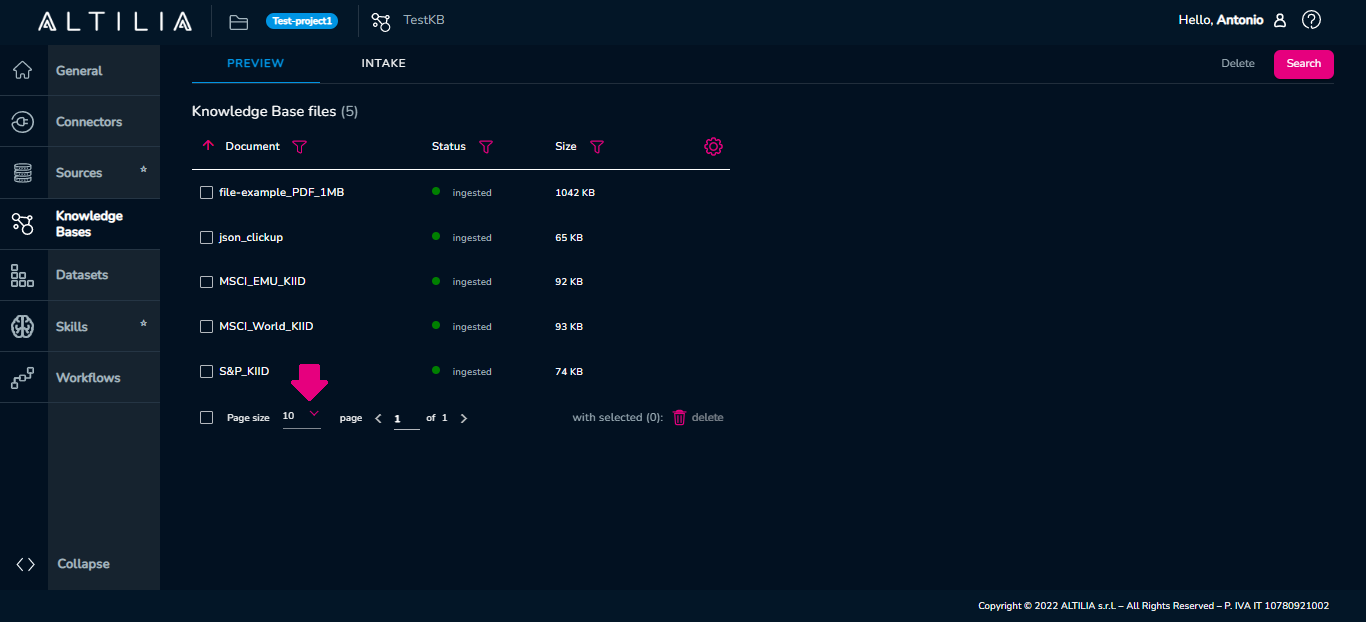 ALTILIA Test-project1 TestKB Hello, Antonio
General
Connectors
Sources
Knowledge
Bases
Datasets
Skills
Workflows
Collapse
PREVIEW INTAKE Delete Search
Knowledge Base files (5)
Document Status Size
file-example_PDF_1MB ingested 1042 KB
json_clickup ingested 65 KB
MSCI_EMU_KIID ingested 92 KB
MSCI_World_KIID ingested 93 KB
S&P_KIID ingested 74 KB
Page size 10 page < 1 of 1 > with selected (0): delete
Copyright © 2022 ALTILIA s.r.l. – All Rights Reserved – P. IVA IT 10780921002